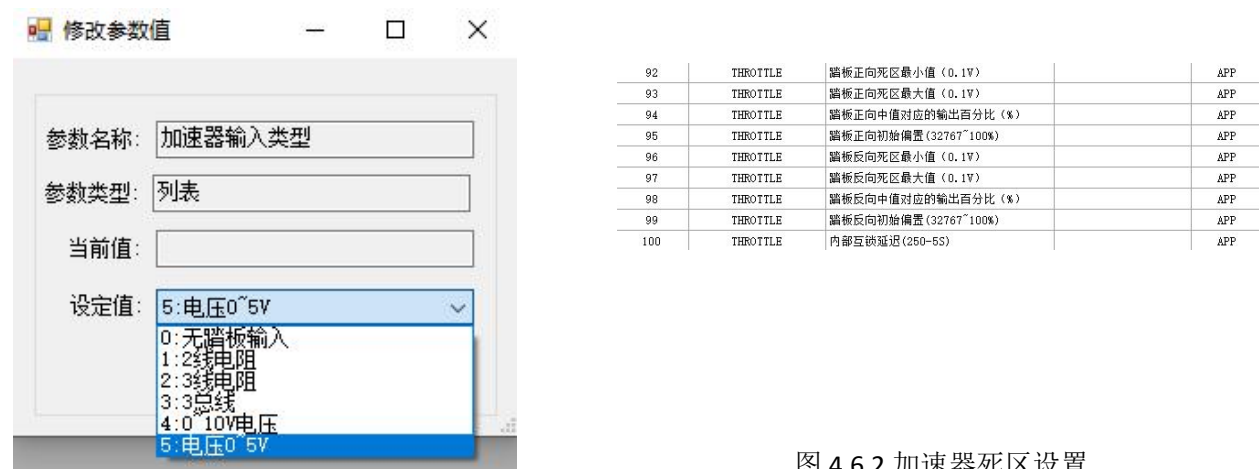 修改参数值
参数名称: 加速器输入类型
参数类型: 列表
当前值:
设定值: 5:电压0~5V
0:无踏板输入
1:2线电阻
2:3线电阻
3:3总线
4:0~10V电压
5:电压0~5V
92 THROTTLE 踏板正向死区最小值（0.1V） APP
93 THROTTLE 踏板正向死区最大值（0.1V） APP
94 THROTTLE 踏板正向中值对应的输出百分比（%） APP
95 THROTTLE 踏板正向初始偏置(32767~100%) APP
96 THROTTLE 踏板反向死区最小值（0.1V） APP
97 THROTTLE 踏板反向死区最大值（0.1V） APP
98 THROTTLE 踏板反向中值对应的输出百分比（%） APP
99 THROTTLE 踏板反向初始偏置(32767~100%) APP
100 THROTTLE 内部互锁延迟(250-5S) APP
图 4.6.2 加速器死区设置